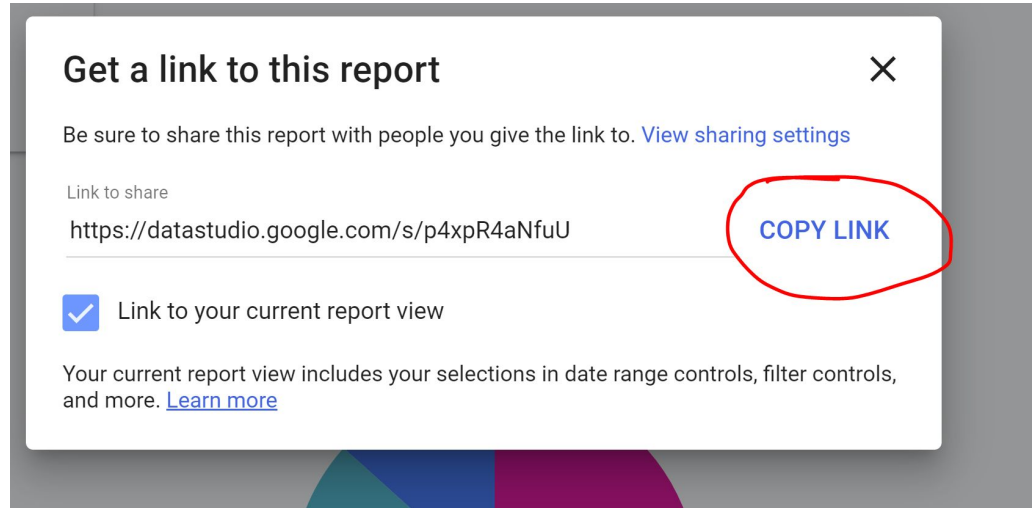 Get a link to this report
Be sure to share this report with people you give the link to. View sharing settings
Link to share
https://datastudio.google.com/s/p4xpR4aNfuU
COPY LINK
Link to your current report view
Your current report view includes your selections in date range controls, filter controls,
and more. Learn more